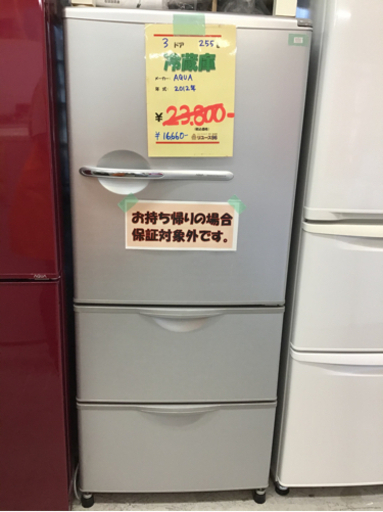 3 ドア 255L
冷蔵庫
メーカー: AQUA
年式: 2012年
¥ 23.800-
¥ 16660-
お持ち帰りの場合
保証対象外です。
AQUA